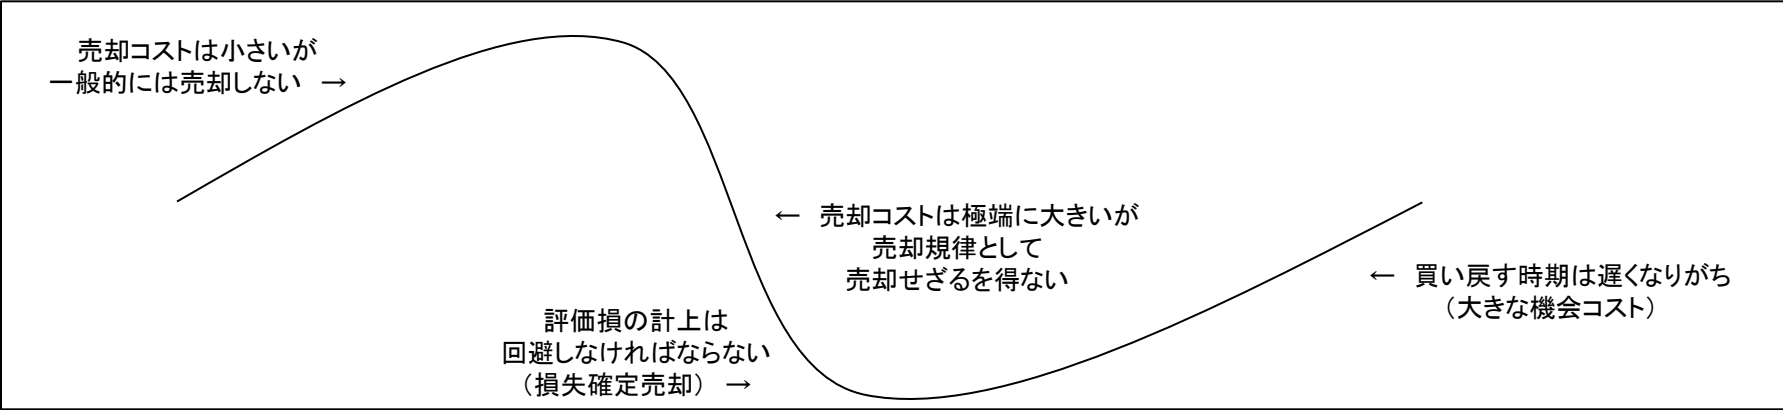 売却コストは小さいが
一般的には売却しない →
← 売却コストは極端に大きいが
売却規律として
売却せざるを得ない
評価損の計上は
回避しなければならない
（損失確定売却） →
← 買い戻す時期は遅くなりがち
（大きな機会コスト）